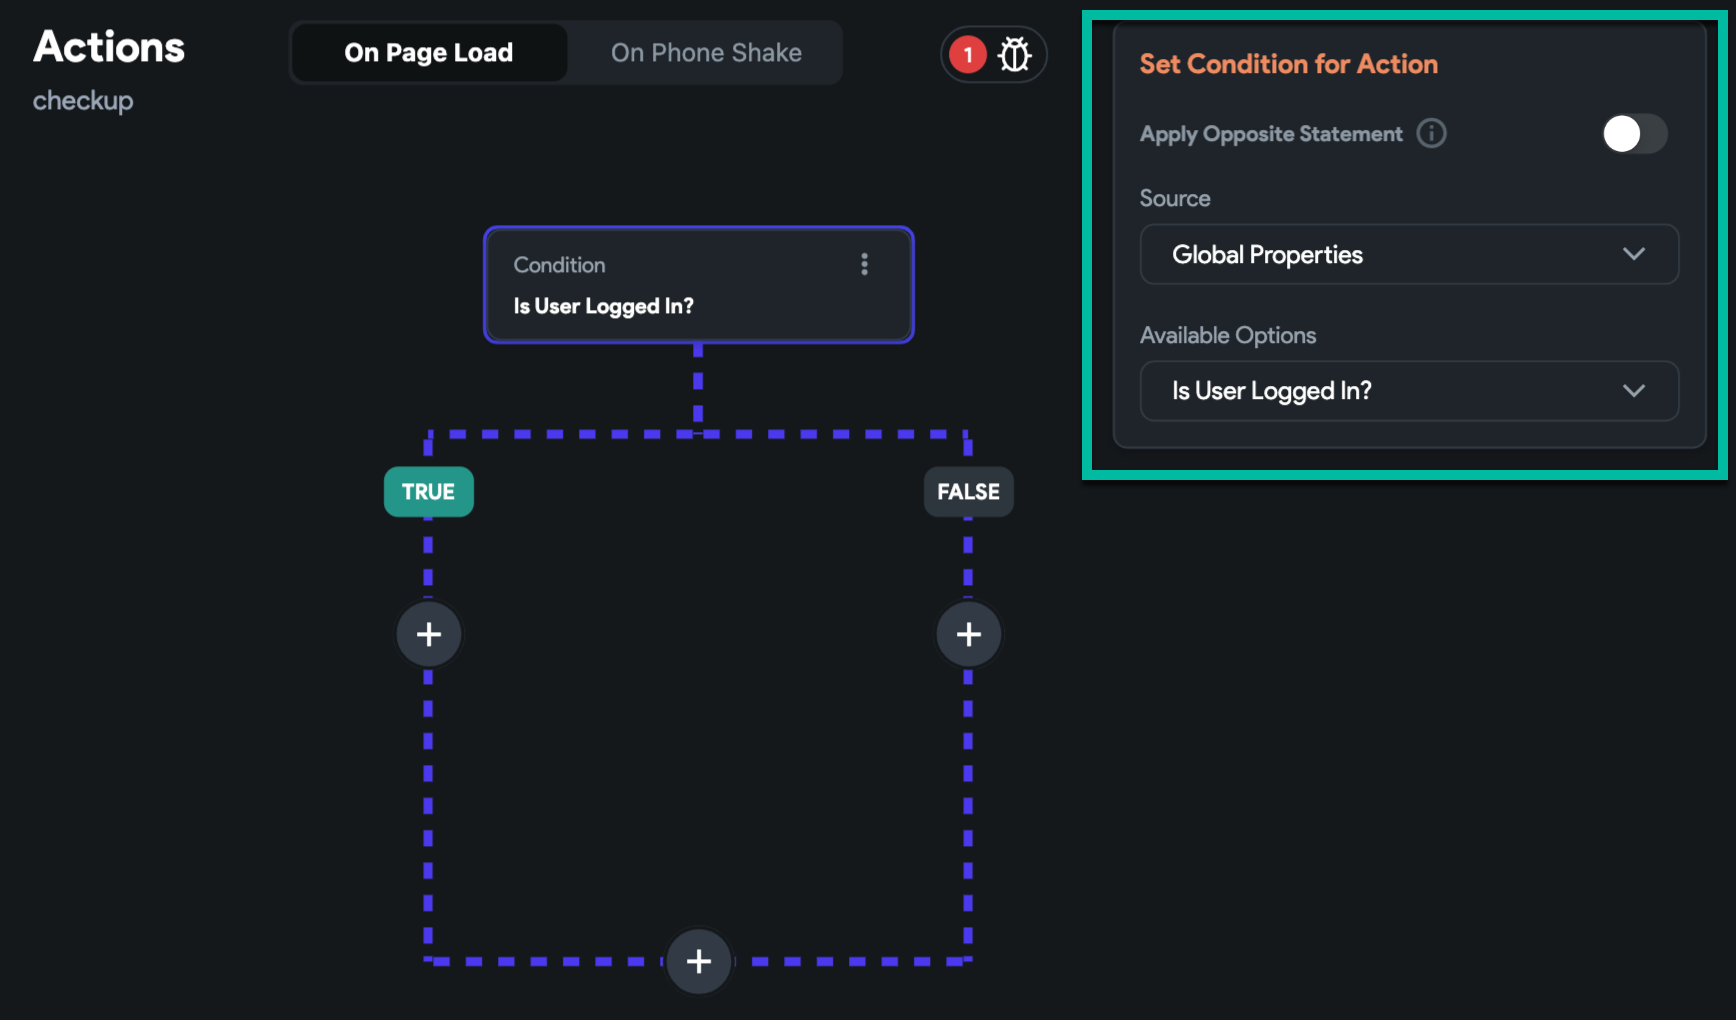 Actions
checkup
On Page Load
On Phone Shake
1
Set Condition for Action
Apply Opposite Statement
Source
Global Properties
Available Options
Is User Logged In?
Condition
Is User Logged In?
TRUE
FALSE